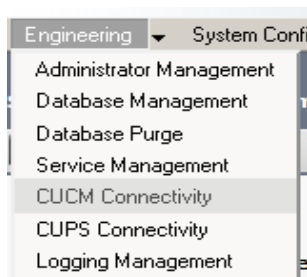 Engineering System Confi
Administrator Management
Database Management
Database Purge
Service Management
CUCM Connectivity
CUPS Connectivity
Logging Management